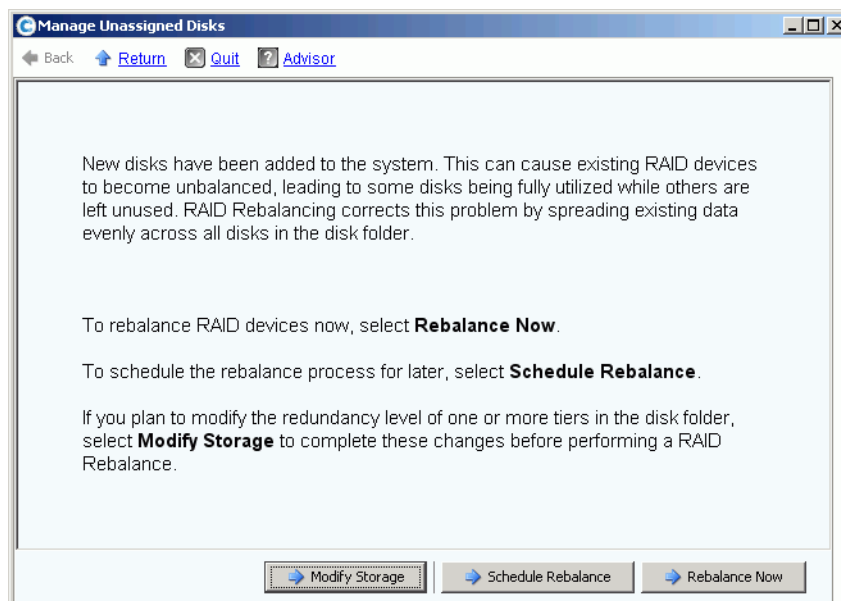 Manage Unassigned Disks
Back Return Quit Advisor
New disks have been added to the system. This can cause existing RAID devices
to become unbalanced, leading to some disks being fully utilized while others are
left unused. RAID Rebalancing corrects this problem by spreading existing data
evenly across all disks in the disk folder.
To rebalance RAID devices now, select Rebalance Now.
To schedule the rebalance process for later, select Schedule Rebalance.
If you plan to modify the redundancy level of one or more tiers in the disk folder,
select Modify Storage to complete these changes before performing a RAID
Rebalance.
Modify Storage Schedule Rebalance Rebalance Now